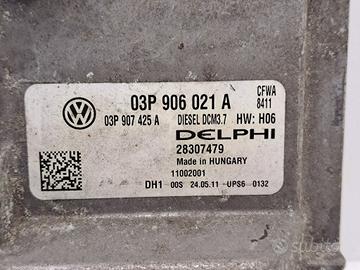 03P 906 021 A
CFWA
8411
03P 907 425 A DIESEL DCM3.7 HW: H06
DELPHI
28307479
Made in HUNGARY
11002001
DH1 00S 24.05.11 -UPS6 0132
subito